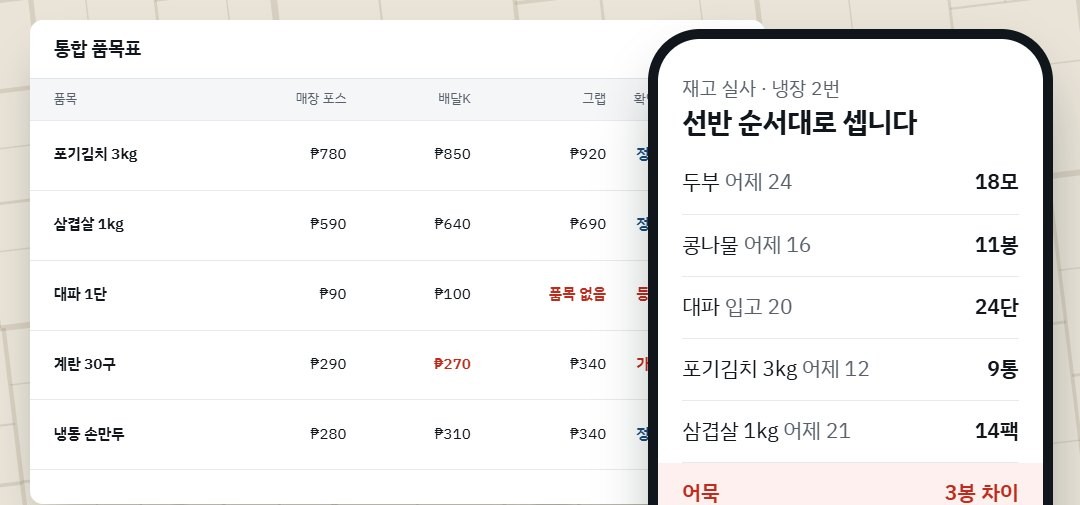 통합 품목표
품목 매장 포스 배달K 그랩
포기김치 3kg ₱780 ₱850 ₱920
삼겹살 1kg ₱590 ₱640 ₱690
대파 1단 ₱90 ₱100 품목 없음
계란 30구 ₱290 ₱270 ₱340
냉동 손만두 ₱280 ₱310 ₱340
재고 실사 · 냉장 2번
선반 순서대로 셉니다
두부 어제 24 18모
콩나물 어제 16 11봉
대파 입고 20 24단
포기김치 3kg 어제 12 9통
삼겹살 1kg 어제 21 14팩
어묵 3봉 차이